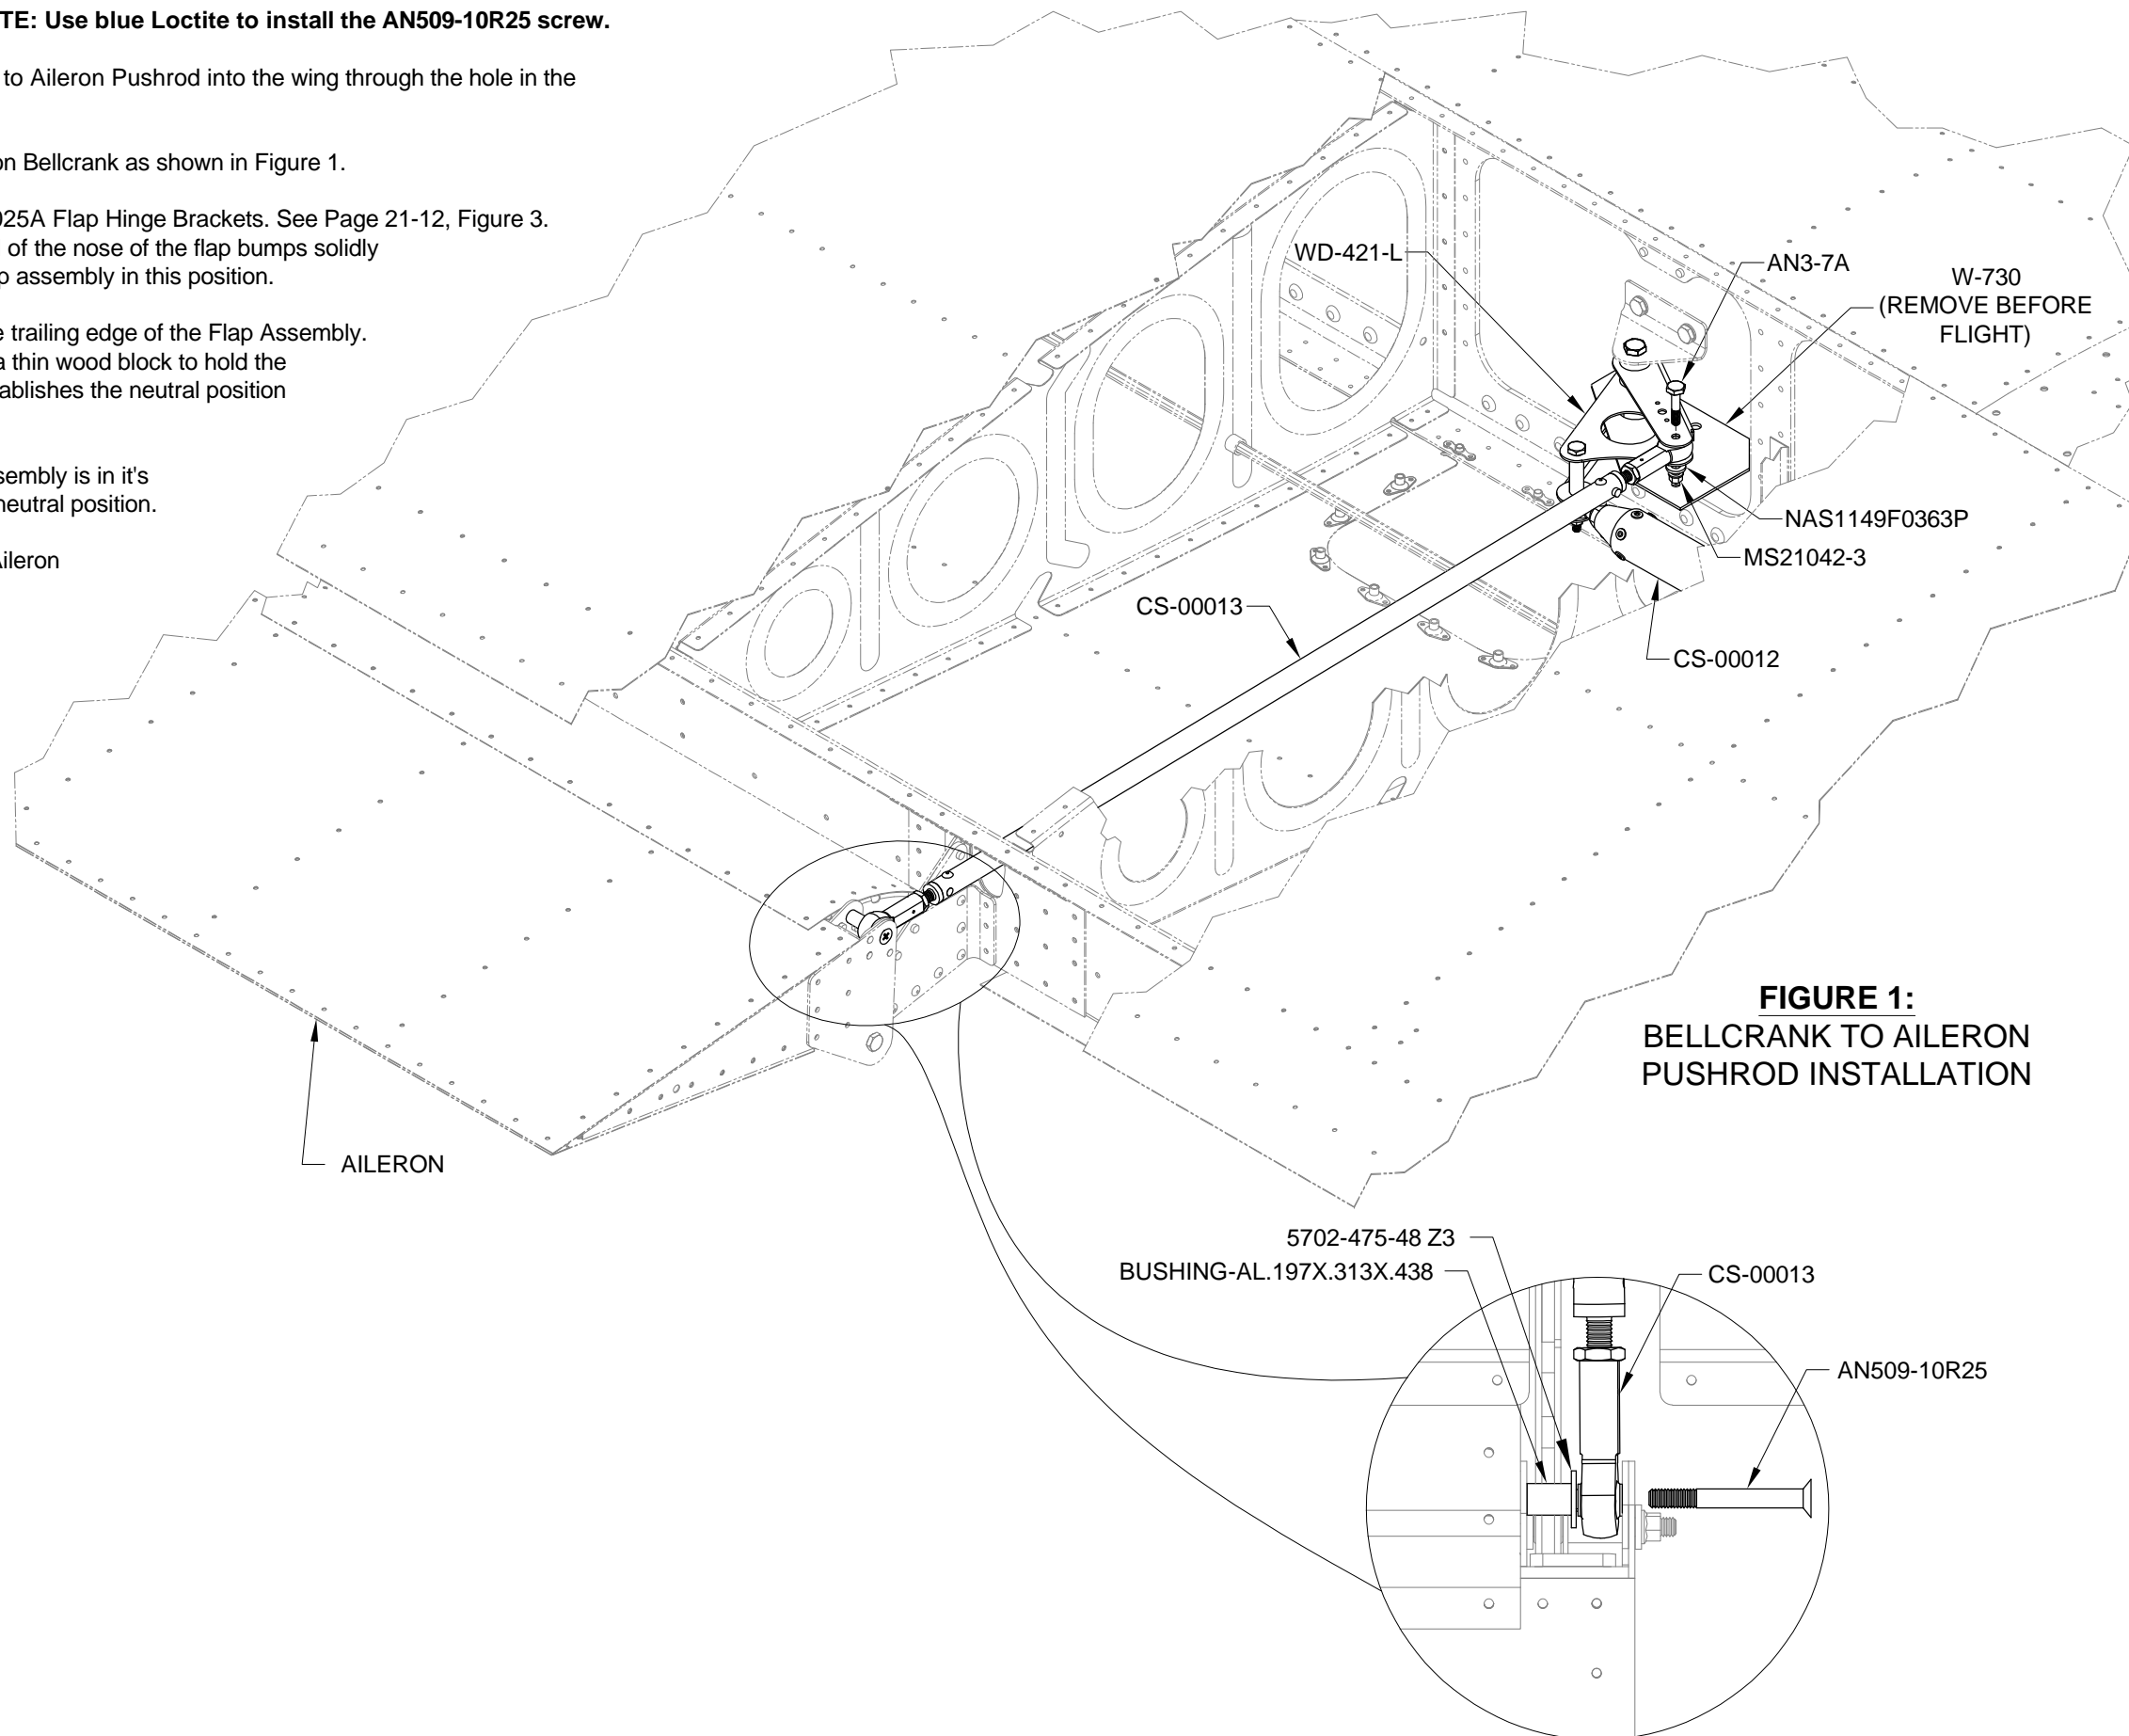 TE: Use blue Loctite to install the AN509-10R25 screw.
to Aileron Pushrod into the wing through the hole in the
on Bellcrank as shown in Figure 1.
025A Flap Hinge Brackets. See Page 21-12, Figure 3.
of the nose of the flap bumps solidly
p assembly in this position.
e trailing edge of the Flap Assembly.
a thin wood block to hold the
tablishes the neutral position
sembly is in it's
neutral position.
Aileron
WD-421-L
AN3-7A
W-730
(REMOVE BEFORE
FLIGHT)
NAS1149F0363P
MS21042-3
CS-00013
CS-00012
AILERON
FIGURE 1:
BELLCRANK TO AILERON
PUSHROD INSTALLATION
5702-475-48 Z3
BUSHING-AL.197X.313X.438
CS-00013
AN509-10R25